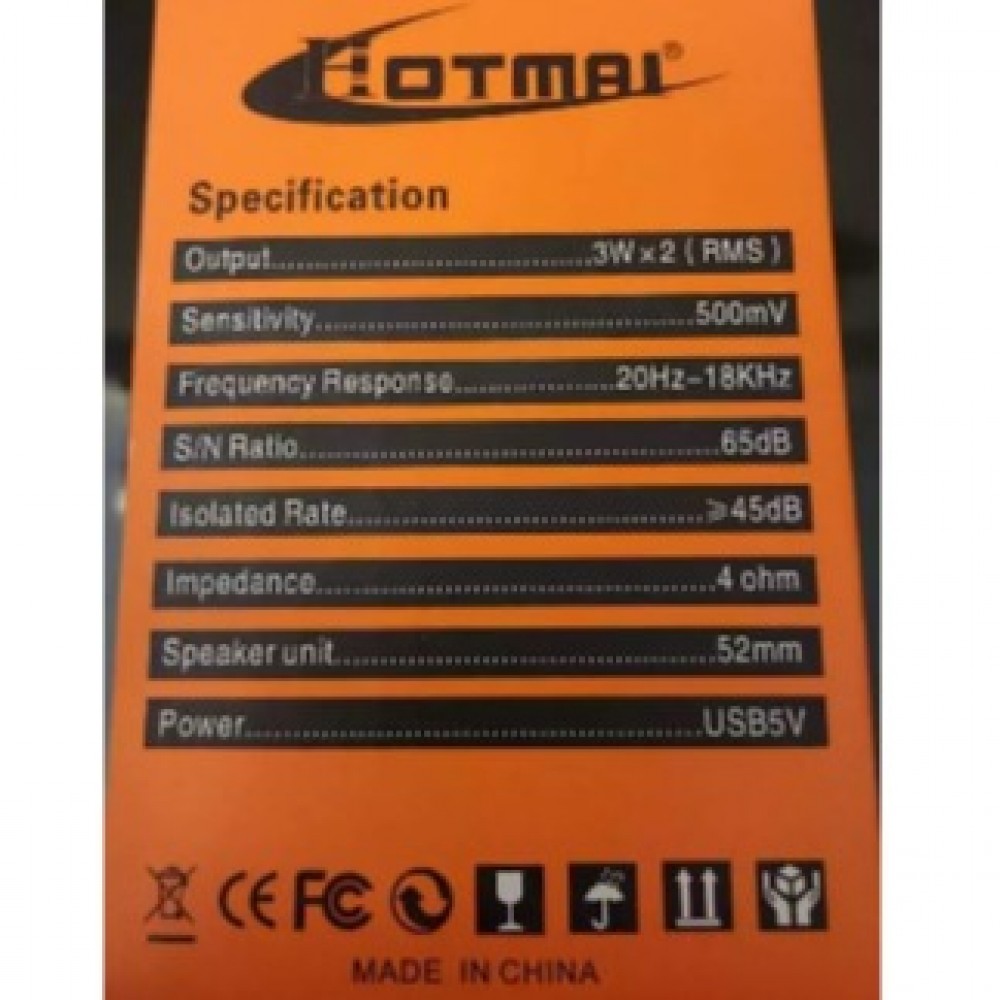 HOTMAI®
Specification
Output..............................3W×2 ( RMS )
Sensitivity..............................500mV
Frequency Response...............20Hz-18KHz
S/N Ratio..............................65dB
Isolated Rate..............................⩾45dB
Impedance..............................4 ohm
Speaker unit..............................52mm
Power..............................USB5V
CE FC
MADE IN CHINA